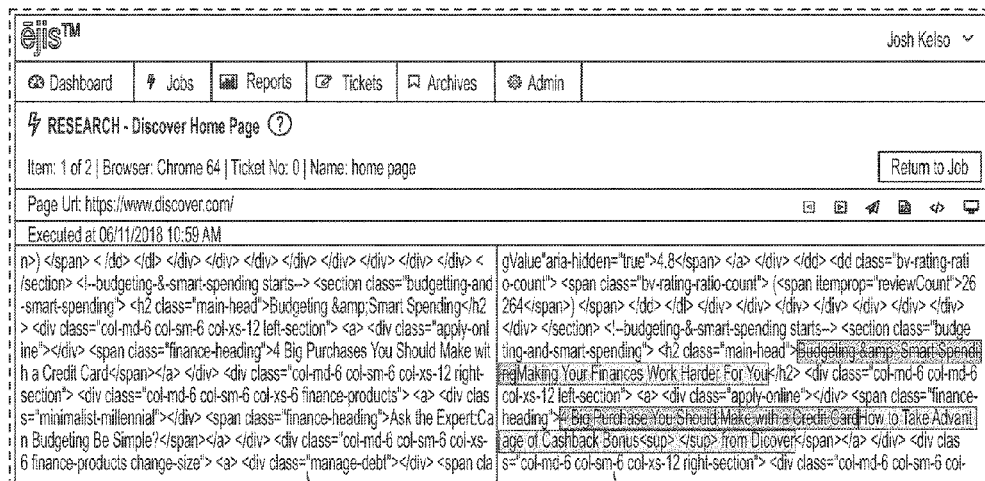 ējis™
Josh Kelso
Dashboard Jobs Reports Tickets Archives Admin
RESEARCH - Discover Home Page ?
Item: 1 of 2 | Browser: Chrome 64 | Ticket No: 0 | Name: home page
Return to Job
Page Url: https://www.discover.com/
Executed at 06/11/2018 10:59 AM
n>) </span> < /dd> </dl> </div> </div> </div> </div> </div> </div> </div> <
/section> <!--budgeting-&-smart-spending starts--> <section class="budgeting-and
-smart-spending"> <h2 class="main-head">Budgeting &amp;Smart Spending</h2
> <div class="col-md-6 col-sm-6 col-xs-12 left-section"> <a> <div class="apply-onl
ine"></div> <span class="finance-heading">4 Big Purchases You Should Make wit
h a Credit Card</span></a> </div> <div class="col-md-6 col-sm-6 col-xs-12 right-
section"> <div class="col-md-6 col-sm-6 col-xs-6 finance-products"> <a> <div clas
s="minimalist-millennial"></div> <span class="finance-heading">Ask the Expert:Ca
n Budgeting Be Simple?</span></a> </div> <div class="col-md-6 col-sm-6 col-xs-
6 finance-products change-size"> <a> <div class="manage-debt"></div> <span cla
gValue"aria-hidden="true">4.8</span> </a> </div> </dd> <dd class="bv-rating-rati
o-count"> <span class="bv-rating-ratio-count"> (<span itemprop="reviewCount">26
264</span>) </span> </dd> </dl> </div> </div> </div> </div> </div> </div>
</div> </section> <!--budgeting-&-smart-spending starts--> <section class="budge
ting-and-smart-spending"> <h2 class="main-head">Budgeting &amp; Smart Spendi
ngMaking Your Finances Work Harder For You</h2> <div class="col-md-6 col-md-6
col-xs-12 left-section"> <a> <div class="apply-online"></div> <span class="finance-
heading">4 Big Purchase You Should Make with a Credit CardHow to Take Advant
age of Cashback Bonus<sup> </sup> from Dicover</span></a> </div> <div clas
s="col-md-6 col-sm-6 col-xs-12 right-section"> <div class="col-md-6 col-sm-6 col-